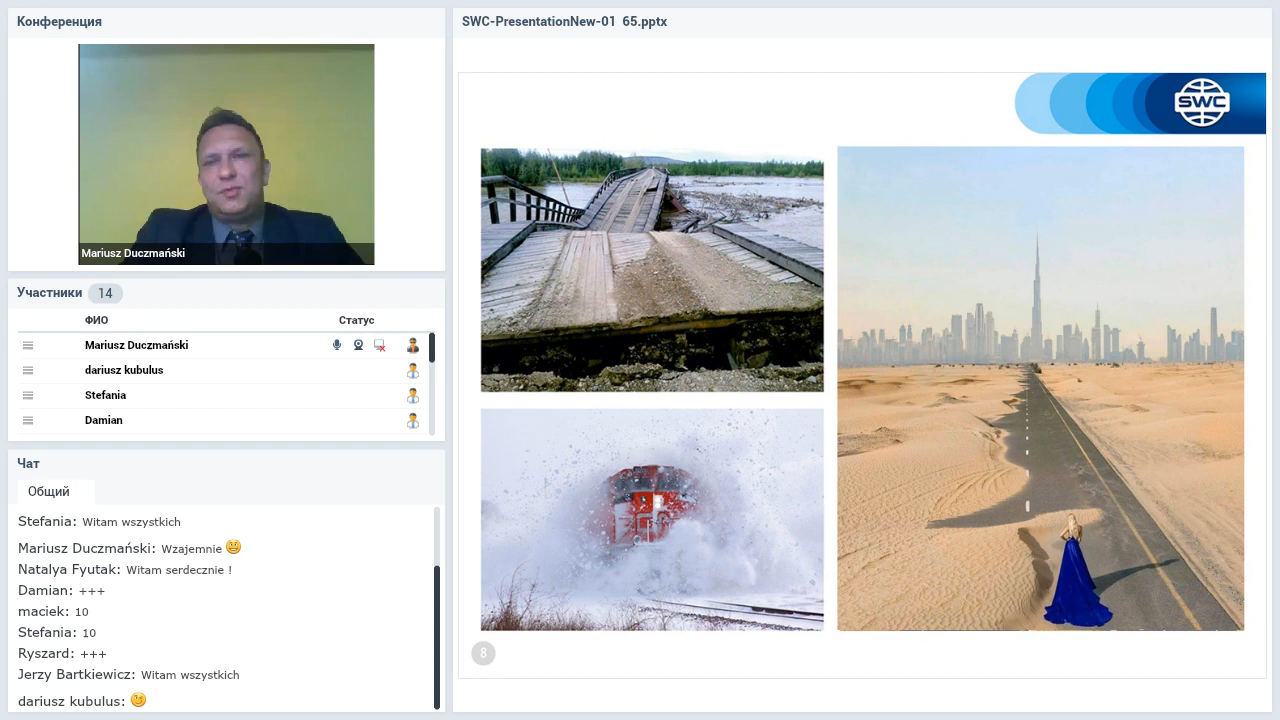 Конференция
Mariusz Duczmański
Участники 14
ФИО Статус
Mariusz Duczmański
dariusz kubulus
Stefania
Damian
Чат
Общий
Stefania: Witam wszystkich
Mariusz Duczmański: Wzajemnie
Natalya Fyutak: Witam serdecznie !
Damian: +++
maciek: 10
Stefania: 10
Ryszard: +++
Jerzy Bartkiewicz: Witam wszystkich
dariusz kubulus:
SWC-PresentationNew-01 65.pptx
SWC
8